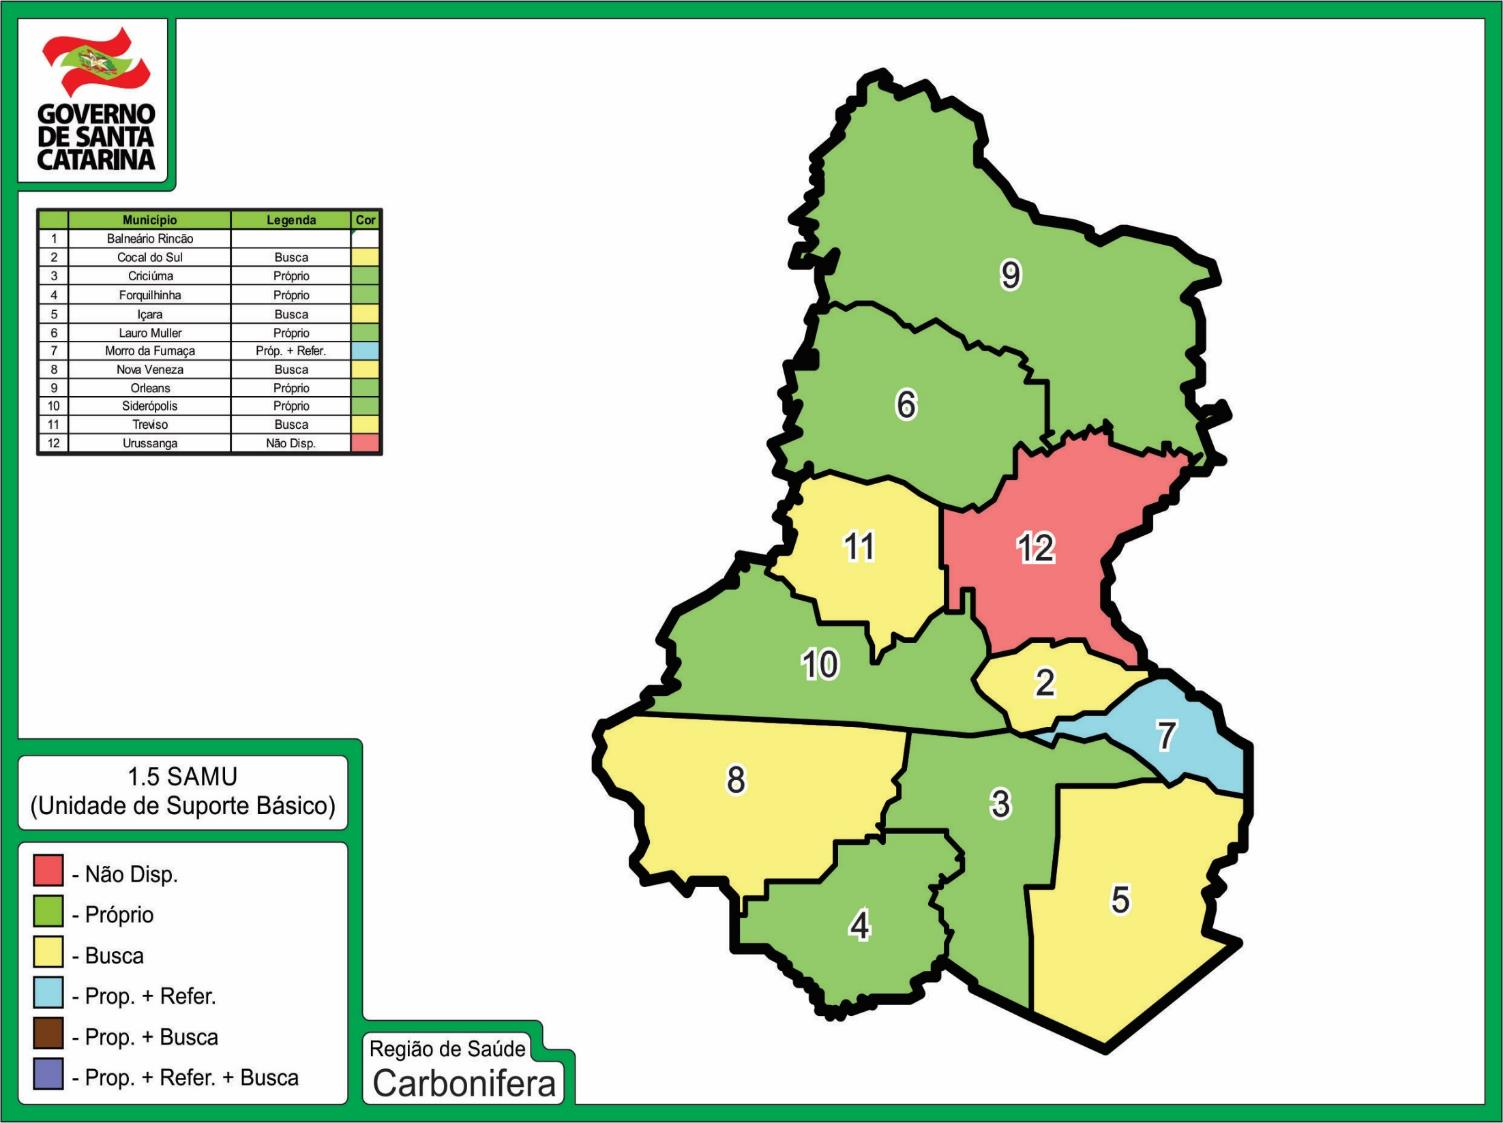 GOVERNO
DE SANTA
CATARINA
Município Legenda Cor
1 Balneário Rincão
2 Cocal do Sul Busca
3 Criciúma Próprio
4 Forquilhinha Próprio
5 Içara Busca
6 Lauro Muller Próprio
7 Morro da Fumaça Próp. + Refer.
8 Nova Veneza Busca
9 Orleans Próprio
10 Siderópolis Próprio
11 Treviso Busca
12 Urussanga Não Disp.
9
6
11
12
10
2
7
8
3
5
4
1.5 SAMU
(Unidade de Suporte Básico)
- Não Disp.
- Próprio
- Busca
- Prop. + Refer.
- Prop. + Busca
- Prop. + Refer. + Busca
Região de Saúde
Carbonifera